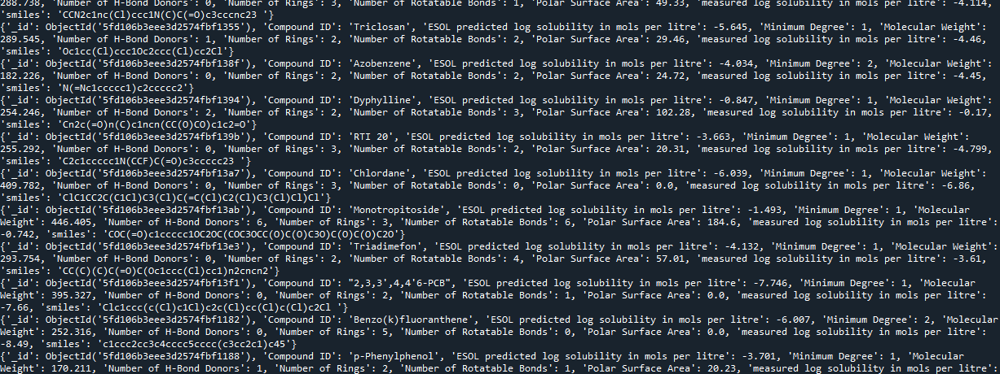 288.738, 'Number of H-Bond Donors': 0, 'Number of Rings': 3, 'Number of Rotatable Bonds': 1, 'Polar Surface Area': 49.33, 'measured log solubility in mols per litre': -4.114,
'smiles': 'CCN2c1nc(Cl)ccc1N(C)C(=O)c3cccnc23 '}
{'_id': ObjectId('5fd106b3eee3d2574fbf1355'), 'Compound ID': 'Triclosan', 'ESOL predicted log solubility in mols per litre': -5.645, 'Minimum Degree': 1, 'Molecular Weight':
289.545, 'Number of H-Bond Donors': 1, 'Number of Rings': 2, 'Number of Rotatable Bonds': 2, 'Polar Surface Area': 29.46, 'measured log solubility in mols per litre': -4.46,
'smiles': 'Oc1cc(Cl)ccc1Oc2ccc(Cl)cc2Cl'}
{'_id': ObjectId('5fd106b3eee3d2574fbf138f'), 'Compound ID': 'Azobenzene', 'ESOL predicted log solubility in mols per litre': -4.034, 'Minimum Degree': 2, 'Molecular Weight':
182.226, 'Number of H-Bond Donors': 0, 'Number of Rings': 2, 'Number of Rotatable Bonds': 2, 'Polar Surface Area': 24.72, 'measured log solubility in mols per litre': -4.45,
'smiles': 'N(=Nc1ccccc1)c2ccccc2'}
{'_id': ObjectId('5fd106b3eee3d2574fbf1394'), 'Compound ID': 'Dyphylline', 'ESOL predicted log solubility in mols per litre': -0.847, 'Minimum Degree': 1, 'Molecular Weight':
254.246, 'Number of H-Bond Donors': 2, 'Number of Rings': 2, 'Number of Rotatable Bonds': 3, 'Polar Surface Area': 102.28, 'measured log solubility in mols per litre': -0.17,
'smiles': 'Cn2c(=O)n(C)c1ncn(CC(O)CO)c1c2=O'}
{'_id': ObjectId('5fd106b3eee3d2574fbf139b'), 'Compound ID': 'RTI 20', 'ESOL predicted log solubility in mols per litre': -3.663, 'Minimum Degree': 1, 'Molecular Weight':
255.292, 'Number of H-Bond Donors': 0, 'Number of Rings': 3, 'Number of Rotatable Bonds': 2, 'Polar Surface Area': 20.31, 'measured log solubility in mols per litre': -4.799,
'smiles': 'C2c1ccccc1N(CCF)C(=O)c3ccccc23 '}
{'_id': ObjectId('5fd106b3eee3d2574fbf13a7'), 'Compound ID': 'Chlordane', 'ESOL predicted log solubility in mols per litre': -6.039, 'Minimum Degree': 1, 'Molecular Weight':
409.782, 'Number of H-Bond Donors': 0, 'Number of Rings': 3, 'Number of Rotatable Bonds': 0, 'Polar Surface Area': 0.0, 'measured log solubility in mols per litre': -6.86,
'smiles': 'ClC1CC2C(C1Cl)C3(Cl)C(=C(Cl)C2(Cl)C3(Cl)Cl)Cl'}
{'_id': ObjectId('5fd106b3eee3d2574fbf13ab'), 'Compound ID': 'Monotropitoside', 'ESOL predicted log solubility in mols per litre': -1.493, 'Minimum Degree': 1, 'Molecular
Weight': 446.405, 'Number of H-Bond Donors': 6, 'Number of Rings': 3, 'Number of Rotatable Bonds': 6, 'Polar Surface Area': 184.6, 'measured log solubility in mols per litre':
-0.742, 'smiles': 'COC(=O)c1ccccc1OC2OC(COC3OCC(O)C(O)C3O)C(O)C(O)C2O'}
{'_id': ObjectId('5fd106b3eee3d2574fbf13e3'), 'Compound ID': 'Triadimefon', 'ESOL predicted log solubility in mols per litre': -4.132, 'Minimum Degree': 1, 'Molecular Weight':
293.754, 'Number of H-Bond Donors': 0, 'Number of Rings': 2, 'Number of Rotatable Bonds': 4, 'Polar Surface Area': 57.01, 'measured log solubility in mols per litre': -3.61,
'smiles': 'CC(C)(C)C(=O)C(Oc1ccc(Cl)cc1)n2cncn2'}
{'_id': ObjectId('5fd106b3eee3d2574fbf13f1'), 'Compound ID': "2,3,3',4,4'6-PCB", 'ESOL predicted log solubility in mols per litre': -7.746, 'Minimum Degree': 1, 'Molecular
Weight': 395.327, 'Number of H-Bond Donors': 0, 'Number of Rings': 2, 'Number of Rotatable Bonds': 1, 'Polar Surface Area': 0.0, 'measured log solubility in mols per litre':
-7.66, 'smiles': 'Clc1ccc(c(Cl)c1Cl)c2c(Cl)cc(Cl)c(Cl)c2Cl '}
{'_id': ObjectId('5fd106b3eee3d2574fbf1182'), 'Compound ID': 'Benzo(k)fluoranthene', 'ESOL predicted log solubility in mols per litre': -6.007, 'Minimum Degree': 2, 'Molecular
Weight': 252.316, 'Number of H-Bond Donors': 0, 'Number of Rings': 5, 'Number of Rotatable Bonds': 0, 'Polar Surface Area': 0.0, 'measured log solubility in mols per litre':
-8.49, 'smiles': 'c1ccc2cc3c4cccc5cccc(c3cc2c1)c45'}
{'_id': ObjectId('5fd106b3eee3d2574fbf1188'), 'Compound ID': 'p-Phenylphenol', 'ESOL predicted log solubility in mols per litre': -3.701, 'Minimum Degree': 1, 'Molecular
Weight': 170.211, 'Number of H-Bond Donors': 1, 'Number of Rings': 2, 'Number of Rotatable Bonds': 1, 'Polar Surface Area': 20.23, 'measured log solubility in mols per litre':